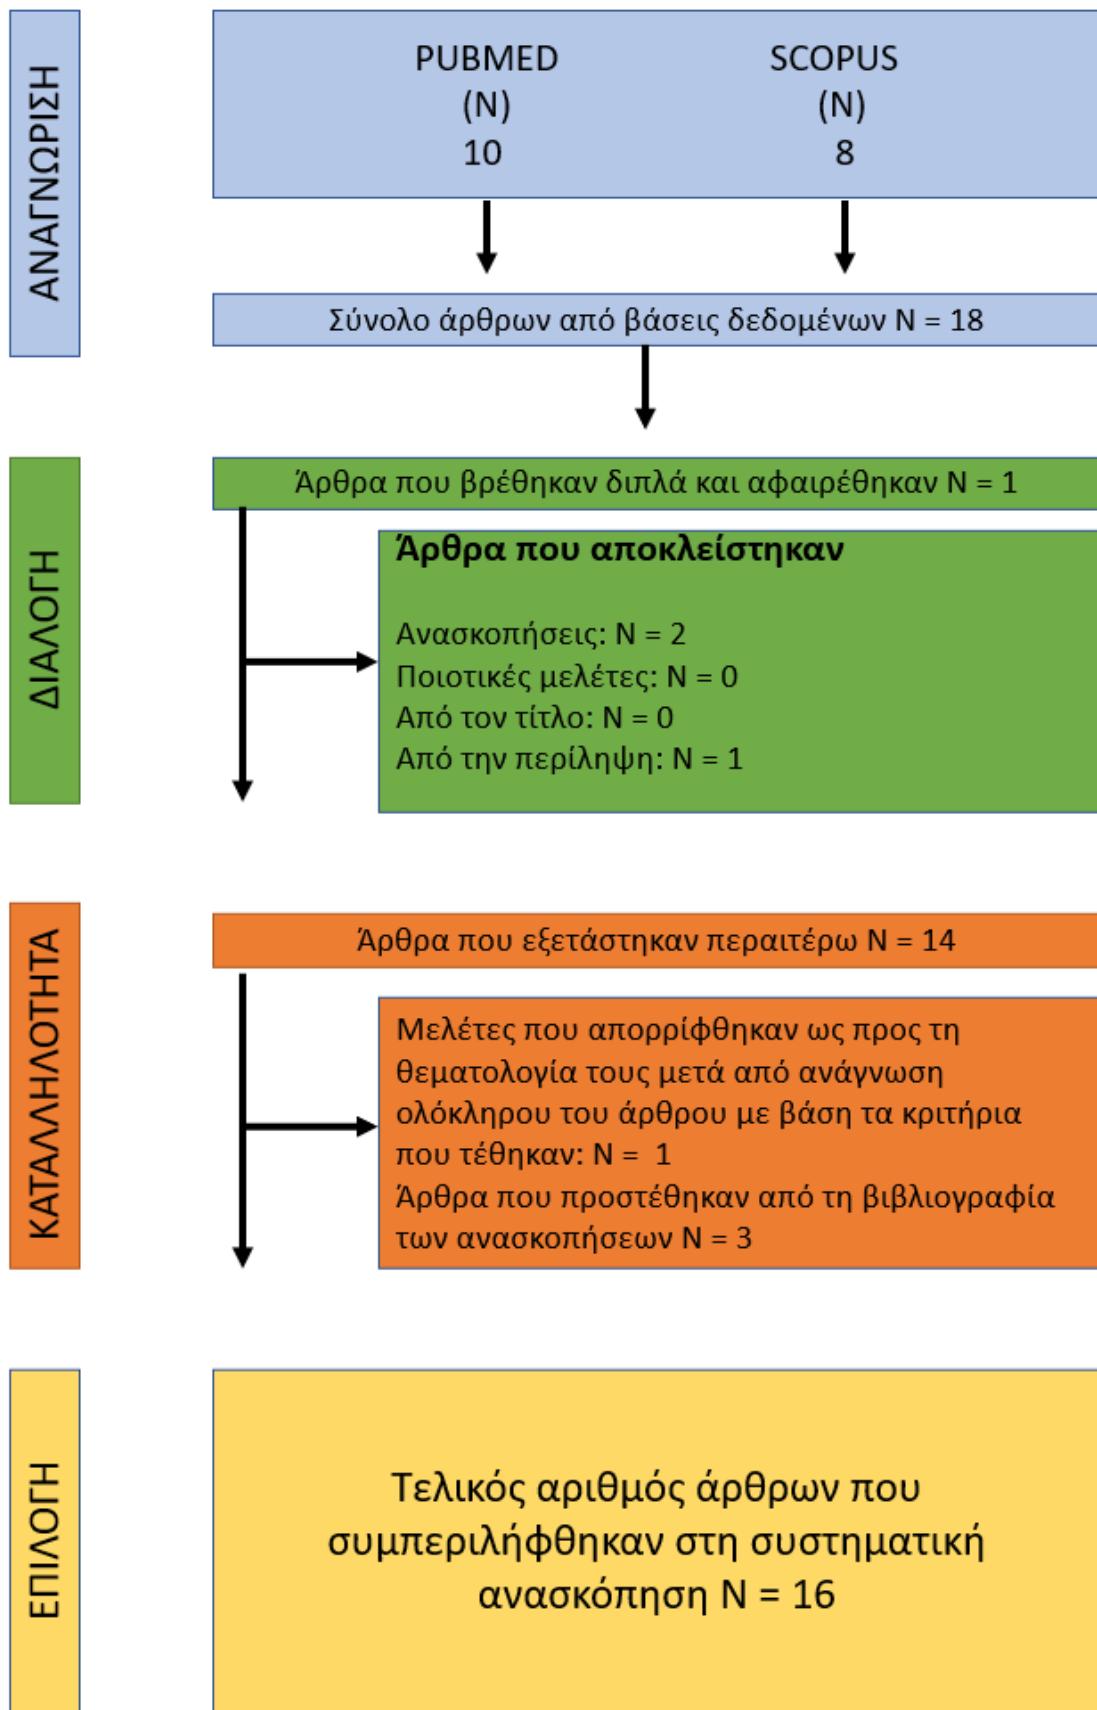 ΑΝΑΓΝΩΡΙΣΗ
PUBMED
(N)
10
SCOPUS
(N)
8
Σύνολο άρθρων από βάσεις δεδομένων N = 18
ΔΙΑΛΟΓΗ
Άρθρα που βρέθηκαν διπλά και αφαιρέθηκαν N = 1
Άρθρα που αποκλείστηκαν
Ανασκοπήσεις: N = 2
Ποιοτικές μελέτες: N = 0
Από τον τίτλο: N = 0
Από την περίληψη: N = 1
ΚΑΤΑΛΛΗΛΟΤΗΤΑ
Άρθρα που εξετάστηκαν περαιτέρω N = 14
Μελέτες που απορρίφθηκαν ως προς τη
θεματολογία τους μετά από ανάγνωση
ολόκληρου του άρθρου με βάση τα κριτήρια
που τέθηκαν: N =  1
Άρθρα που προστέθηκαν από τη βιβλιογραφία
των ανασκοπήσεων N = 3
ΕΠΙΛΟΓΗ
Τελικός αριθμός άρθρων που
συμπεριλήφθηκαν στη συστηματική
ανασκόπηση N = 16